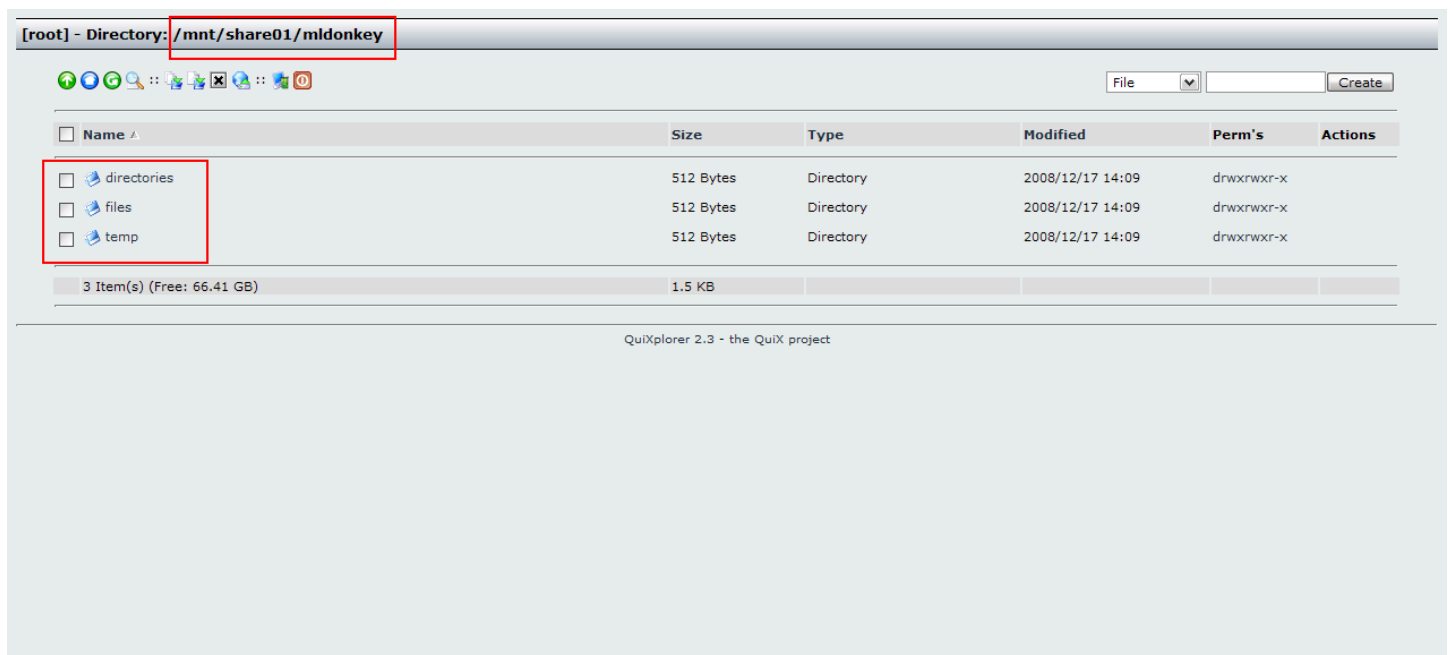 [root] - Directory: /mnt/share01/mldonkey
:: :: File Create
Name Size Type Modified Perm's Actions
directories 512 Bytes Directory 2008/12/17 14:09 drwxrwxr-x
files 512 Bytes Directory 2008/12/17 14:09 drwxrwxr-x
temp 512 Bytes Directory 2008/12/17 14:09 drwxrwxr-x
3 Item(s) (Free: 66.41 GB) 1.5 KB
QuiXplorer 2.3 - the QuiX project